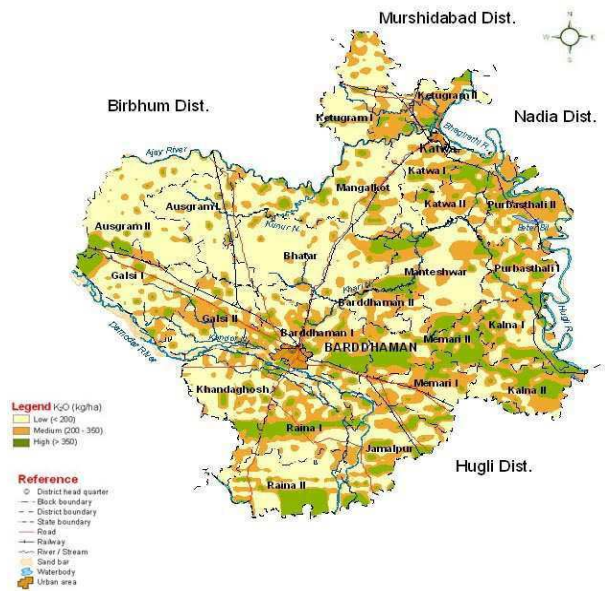 Murshidabad Dist.
N
W
E
S
Birbhum Dist.
Nadia Dist.
Ketugram II
Ketugram I
Bhagirathi R.
Katwa
Ajay River
Katwa I
Mangalkot
Ausgram I
Katwa II
Purbasthali II
Ausgram II
Kunur N.
Bhatar
Galsi I
Manteshwar
Purbasthali I
Khari N.
Barddhaman II
Hugli R.
Galsi II
Kalna I
Barddhaman I
Damodar River
BARDDHAMAN
Memari II
Khandaghosh
Memari I
Kalna II
Legend K2O (kg/ha)
Low (< 200)
Medium (200 - 350)
High (> 350)
Raina I
Jamalpur
Hugli Dist.
Raina II
Reference
District head quarter
Block boundary
District boundary
State boundary
Road
Railway
River / Stream
Sand bar
Waterbody
Urban area